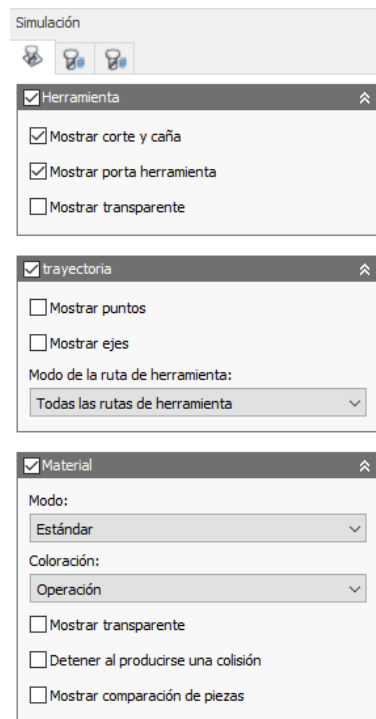 Simulación
Herramienta
Mostrar corte y caña
Mostrar porta herramienta
Mostrar transparente
trayectoria
Mostrar puntos
Mostrar ejes
Modo de la ruta de herramienta:
Todas las rutas de herramienta
Material
Modo:
Estándar
Coloración:
Operación
Mostrar transparente
Detener al producirse una colisión
Mostrar comparación de piezas